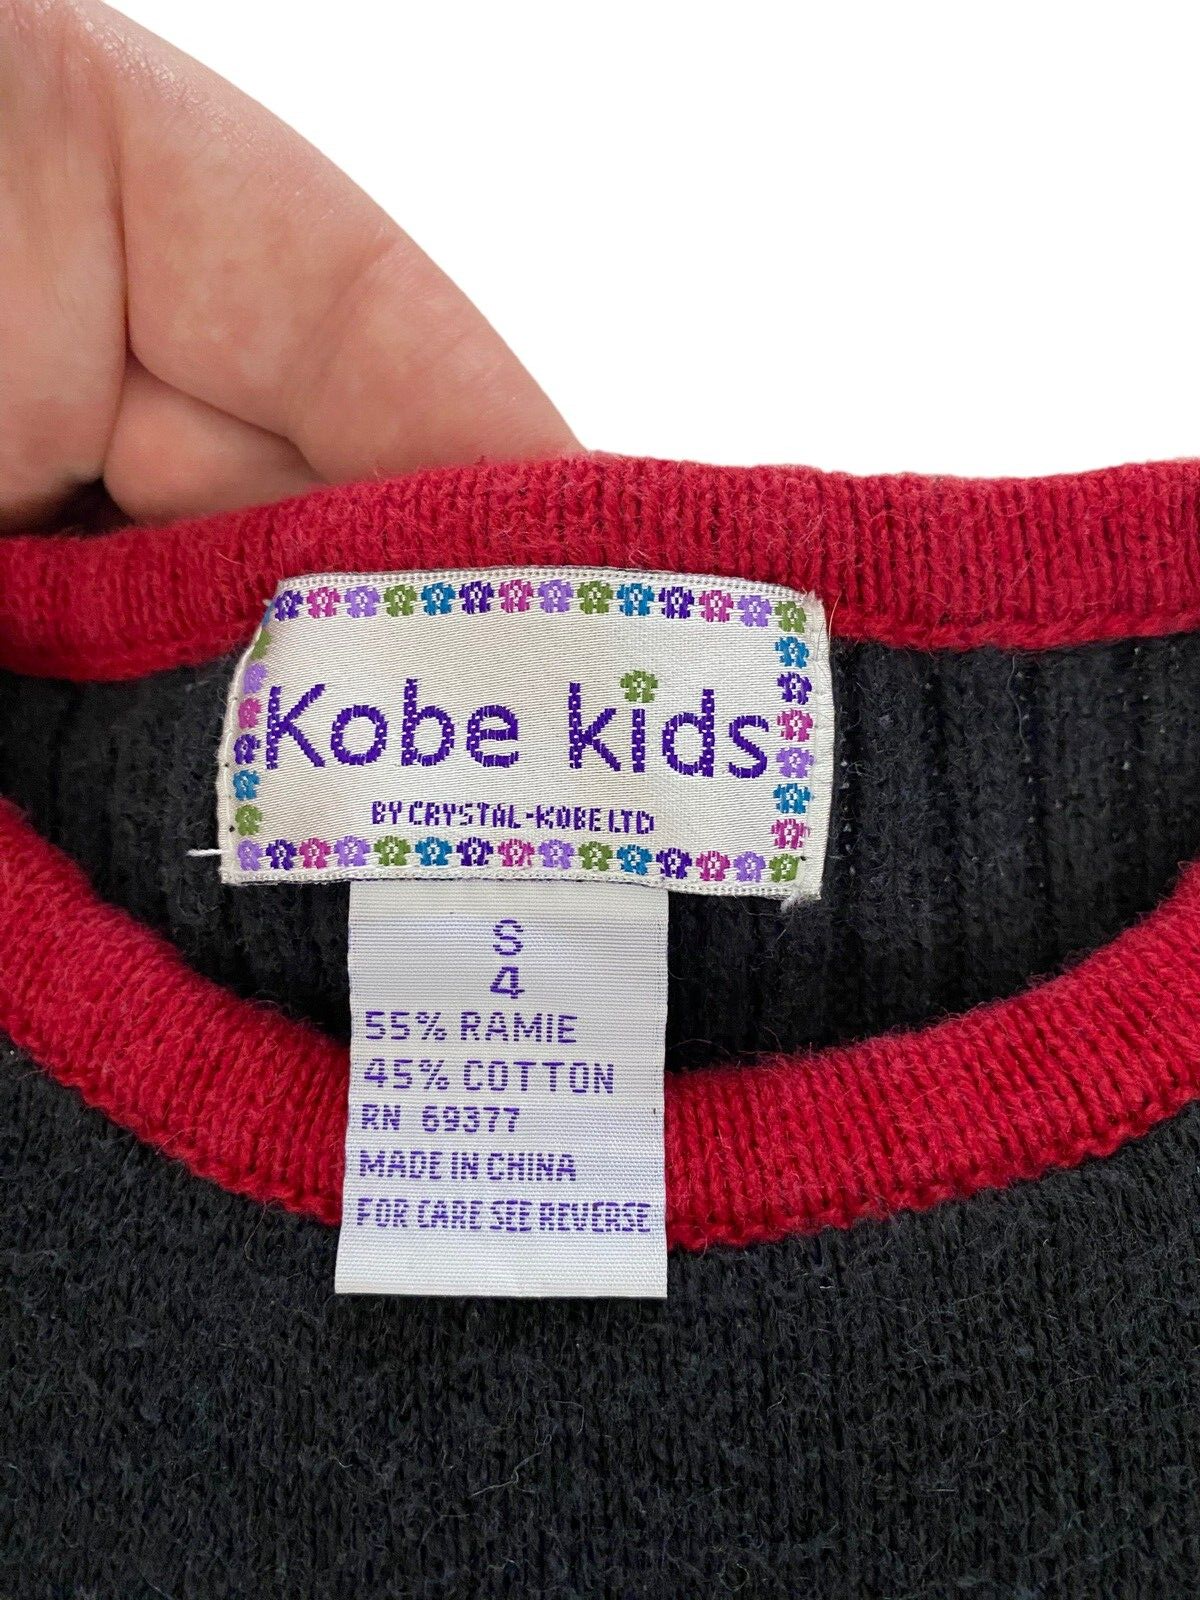 Kobe kids
BY CRYSTAL-KOBE LTD
S
4
55% RAMIE
45% COTTON
RN 69377
MADE IN CHINA
FOR CARE SEE REVERSE